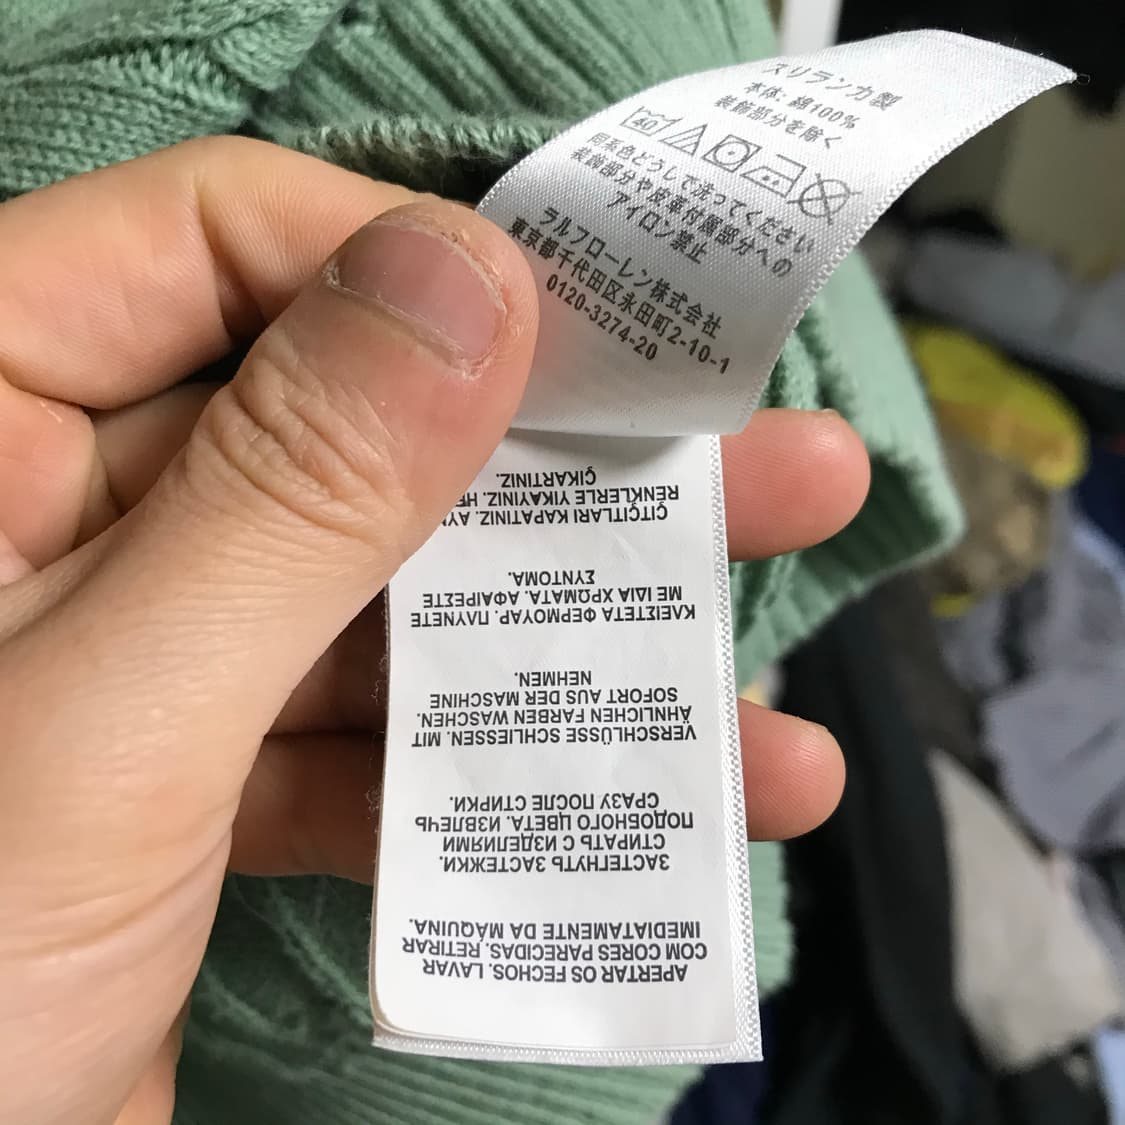 スリランカ製
本体: 綿100%
装飾部分を除く
40
同系色どうしで洗ってください
装飾部分や皮革付属部分への
アイロン禁止
ラルフローレン株式会社
東京都千代田区永田町2-10-1
0120-3274-20
APERTAR OS FECHOS. LAVAR
COM CORES PARECIDAS. RETIRAR
IMEDIATAMENTE DA MÁQUINA.
ЗАСТЕГНУТЬ ЗАСТЕЖКИ.
СТИРАТЬ С ИЗДЕЛИЯМИ
ПОДОБНОГО ЦВЕТА. ИЗВЛЕЧЬ
СРАЗУ ПОСЛЕ СТИРКИ.
VERSCHLÜSSE SCHLIESSEN. MIT
ÄHNLICHEN FARBEN WASCHEN.
SOFORT AUS DER MASCHINE
NEHMEN.
ΚΛΕΙΣΤΕΤΑ ΦΕΡΜΟΥΑΡ. ΠΛΥΝΕΤΕ
ΜΕ ΙΔΙΑ ΧΡΩΜΑΤΑ. ΑΦΑΙΡΕΣΤΕ
ΣΥΝΤΟΜΑ.
ÇITÇITLARI KAPATINIZ.
RENKLERLE YIKAYINIZ.
ÇIKARTINIZ.